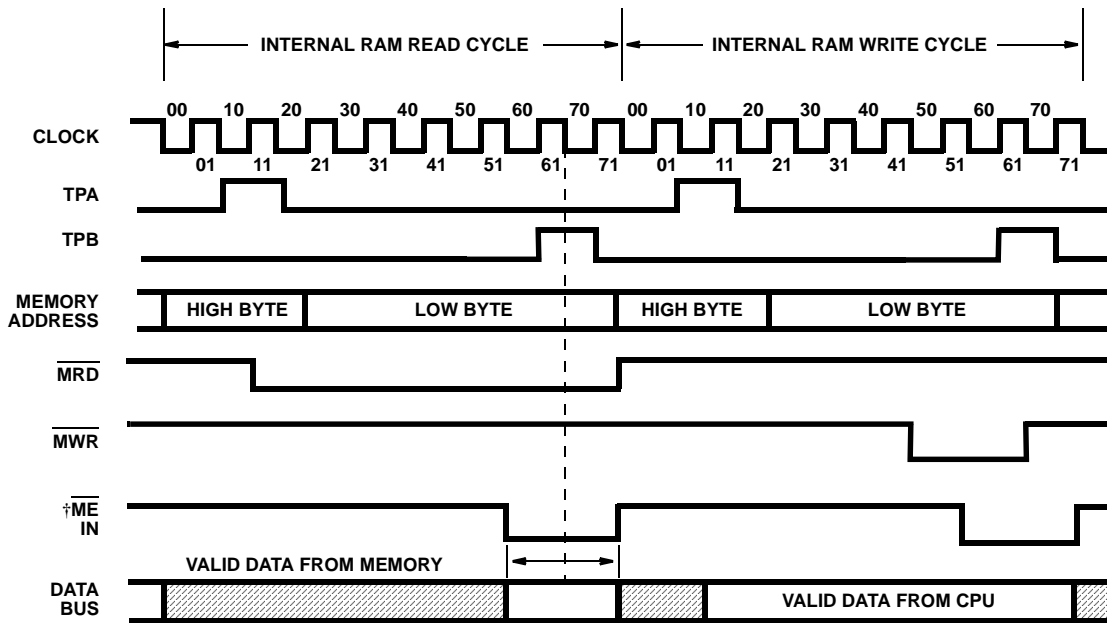 INTERNAL RAM READ CYCLE INTERNAL RAM WRITE CYCLE
00 10 20 30 40 50 60 70 00 10 20 30 40 50 60 70
CLOCK
01 11 21 31 41 51 61 71 01 11 21 31 41 51 61 71
TPA
TPB
MEMORY
ADDRESS
HIGH BYTE LOW BYTE HIGH BYTE LOW BYTE
MRD
MWR
†ME
IN
VALID DATA FROM MEMORY
DATA
BUS
VALID DATA FROM CPU